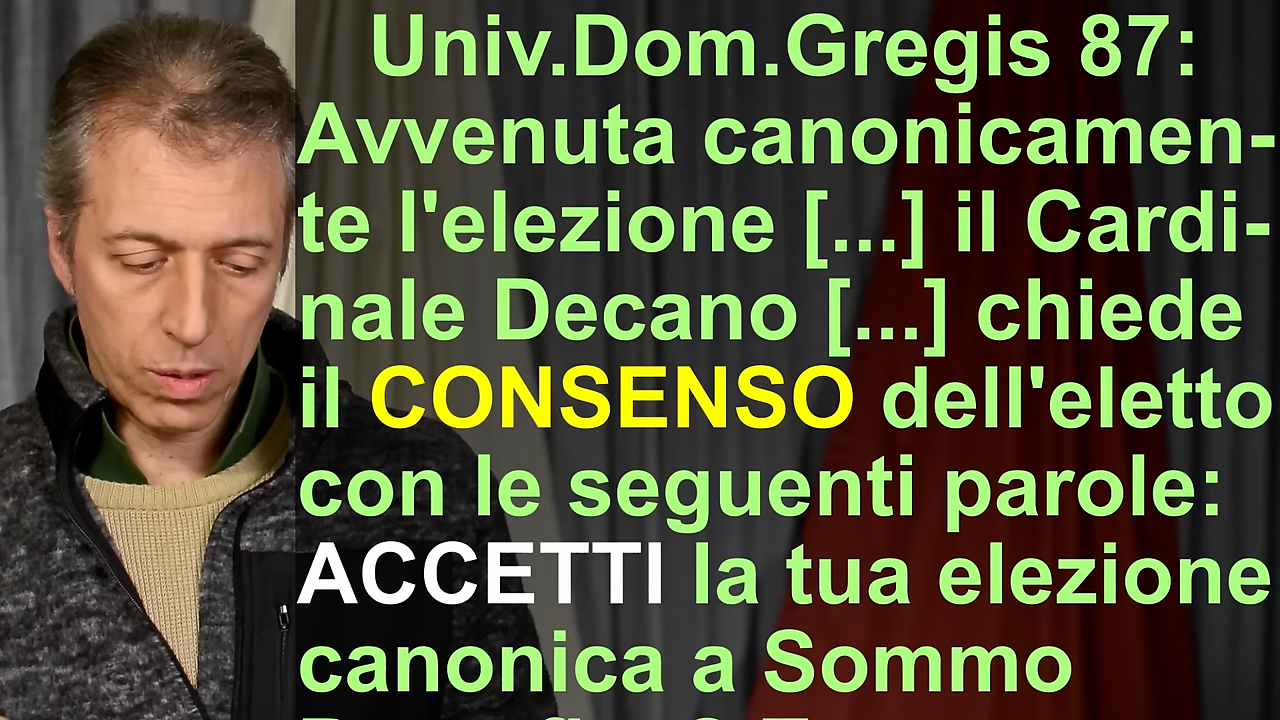 Univ.Dom.Gregis 87:
Avvenuta canonicamen-
te l'elezione [...] il Cardi-
nale Decano [...] chiede
il CONSENSO dell'eletto
con le seguenti parole:
ACCETTI la tua elezione
canonica a Sommo